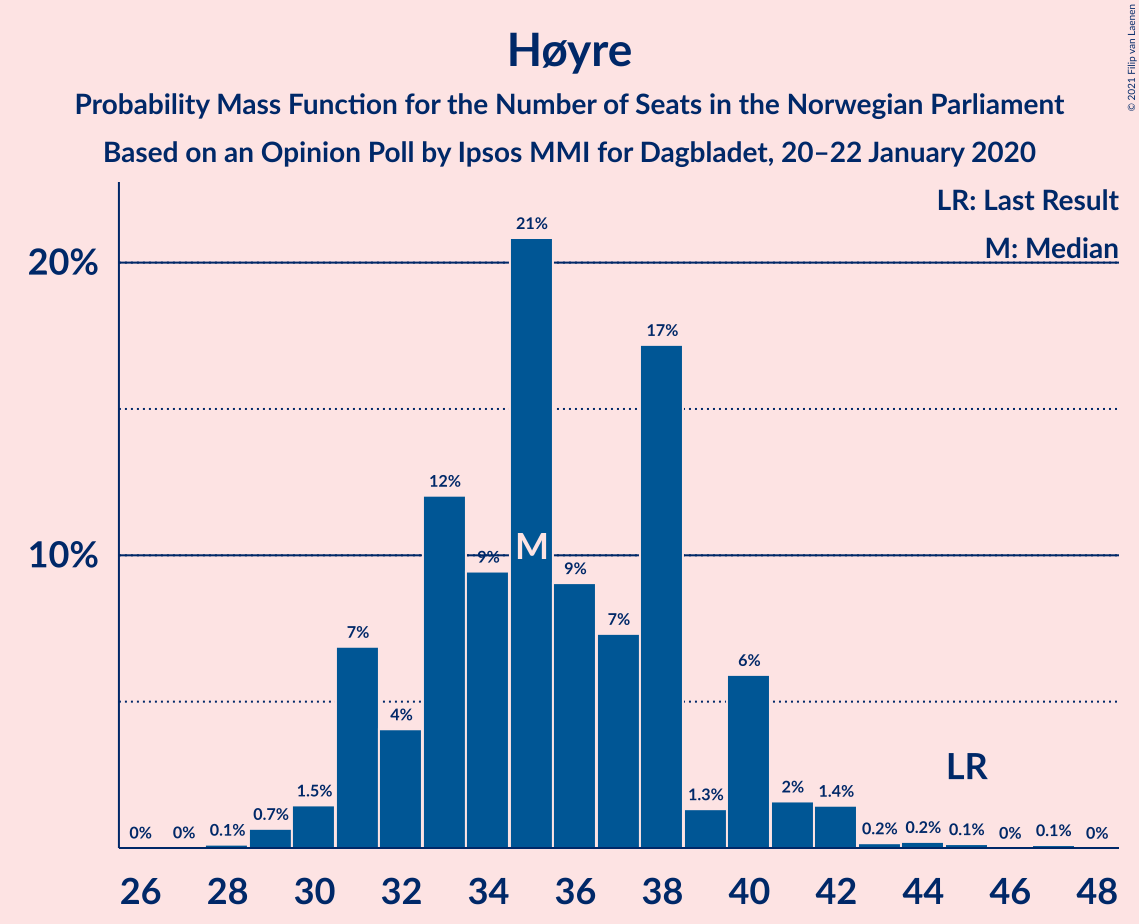 Høyre
Probability Mass Function for the Number of Seats in the Norwegian Parliament
Based on an Opinion Poll by Ipsos MMI for Dagbladet, 20–22 January 2020
© 2021 Filip van Laenen
LR: Last Result
M: Median
20%
10%
0%
0%
0.1%
0.7%
1.5%
7%
4%
12%
9%
21%
9%
7%
17%
1.3%
6%
2%
1.4%
0.2%
0.2%
0.1%
0%
0.1%
0%
M
LR
26 28 30 32 34 36 38 40 42 44 46 48